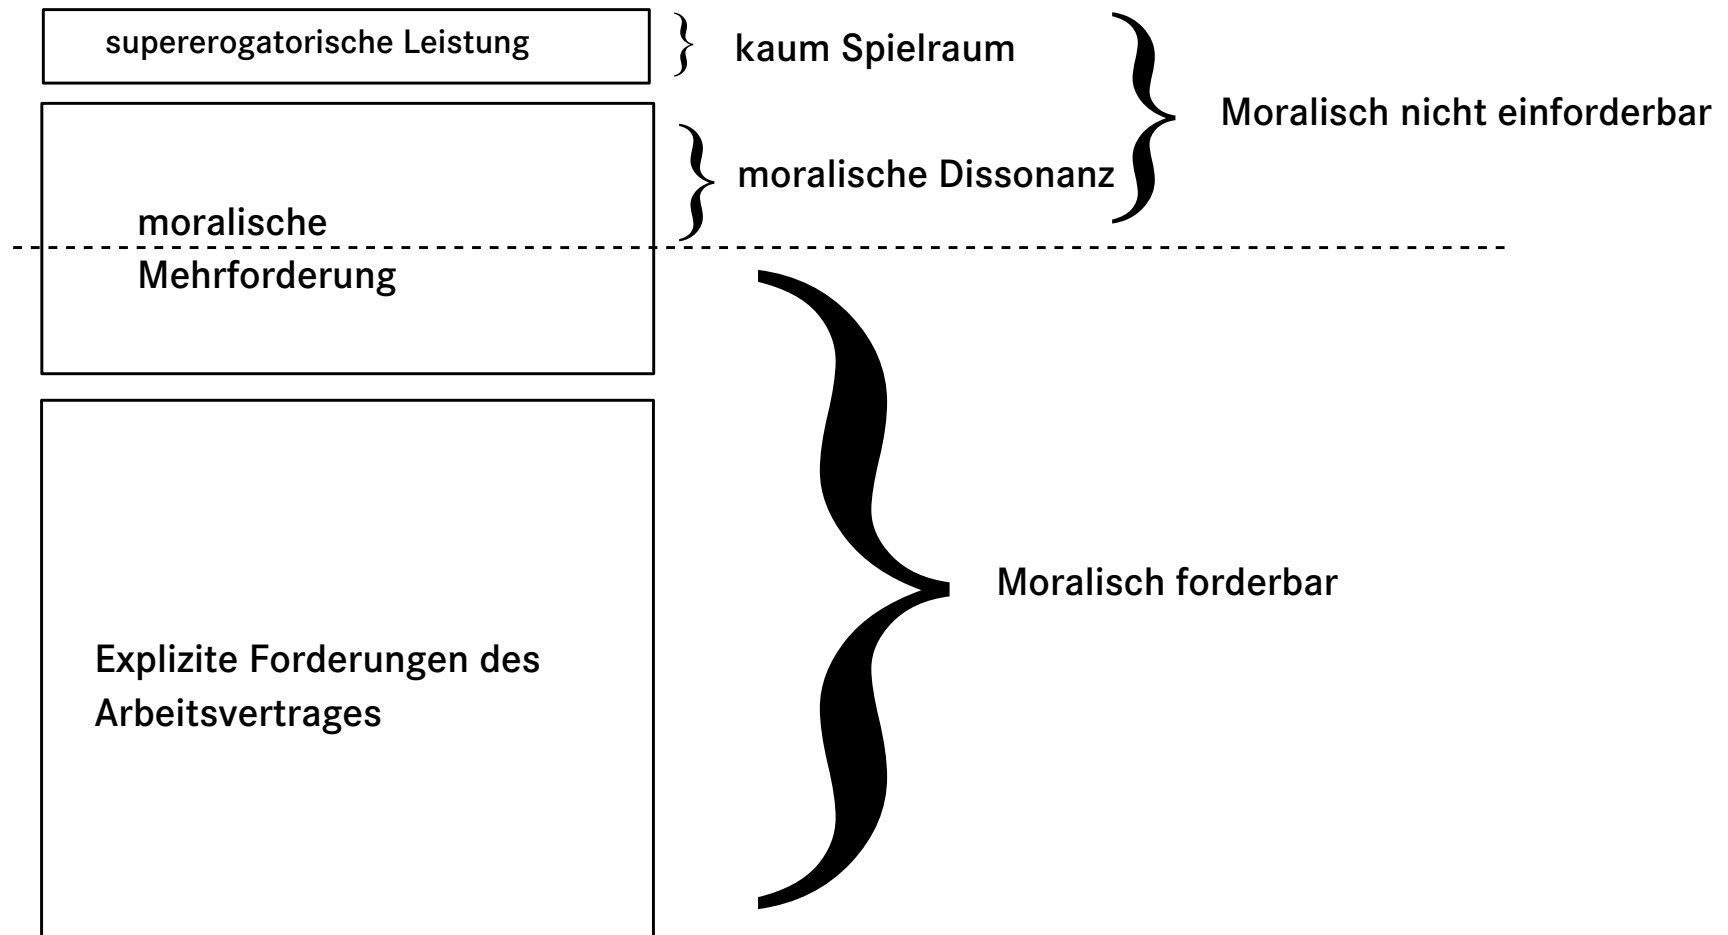 supererogatorische Leistung
kaum Spielraum
Moralisch nicht einforderbar
moralische Dissonanz
moralische
Mehrforderung
Moralisch forderbar
Explizite Forderungen des
Arbeitsvertrages